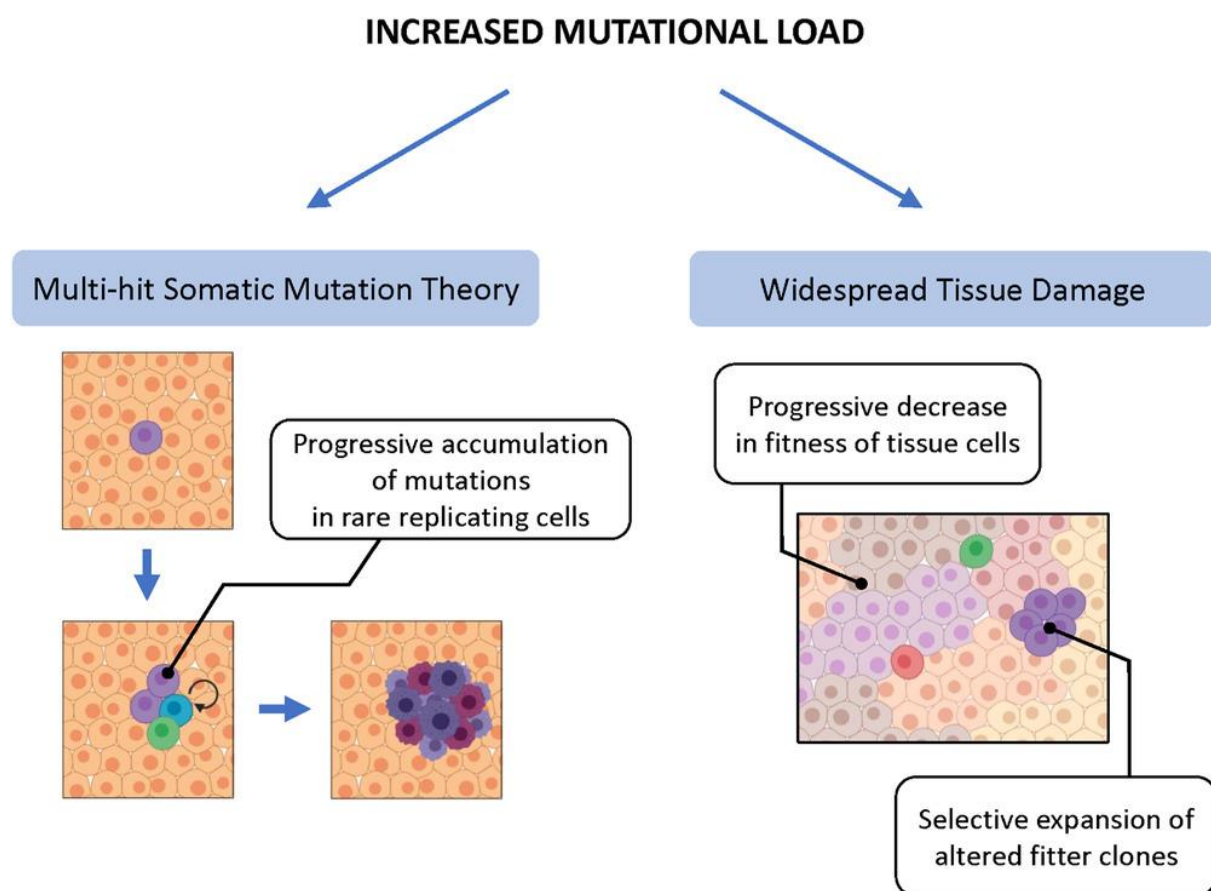 INCREASED MUTATIONAL LOAD
Multi-hit Somatic Mutation Theory
Progressive accumulation
of mutations
in rare replicating cells
Widespread Tissue Damage
Progressive decrease
in fitness of tissue cells
Selective expansion of
altered fitter clones